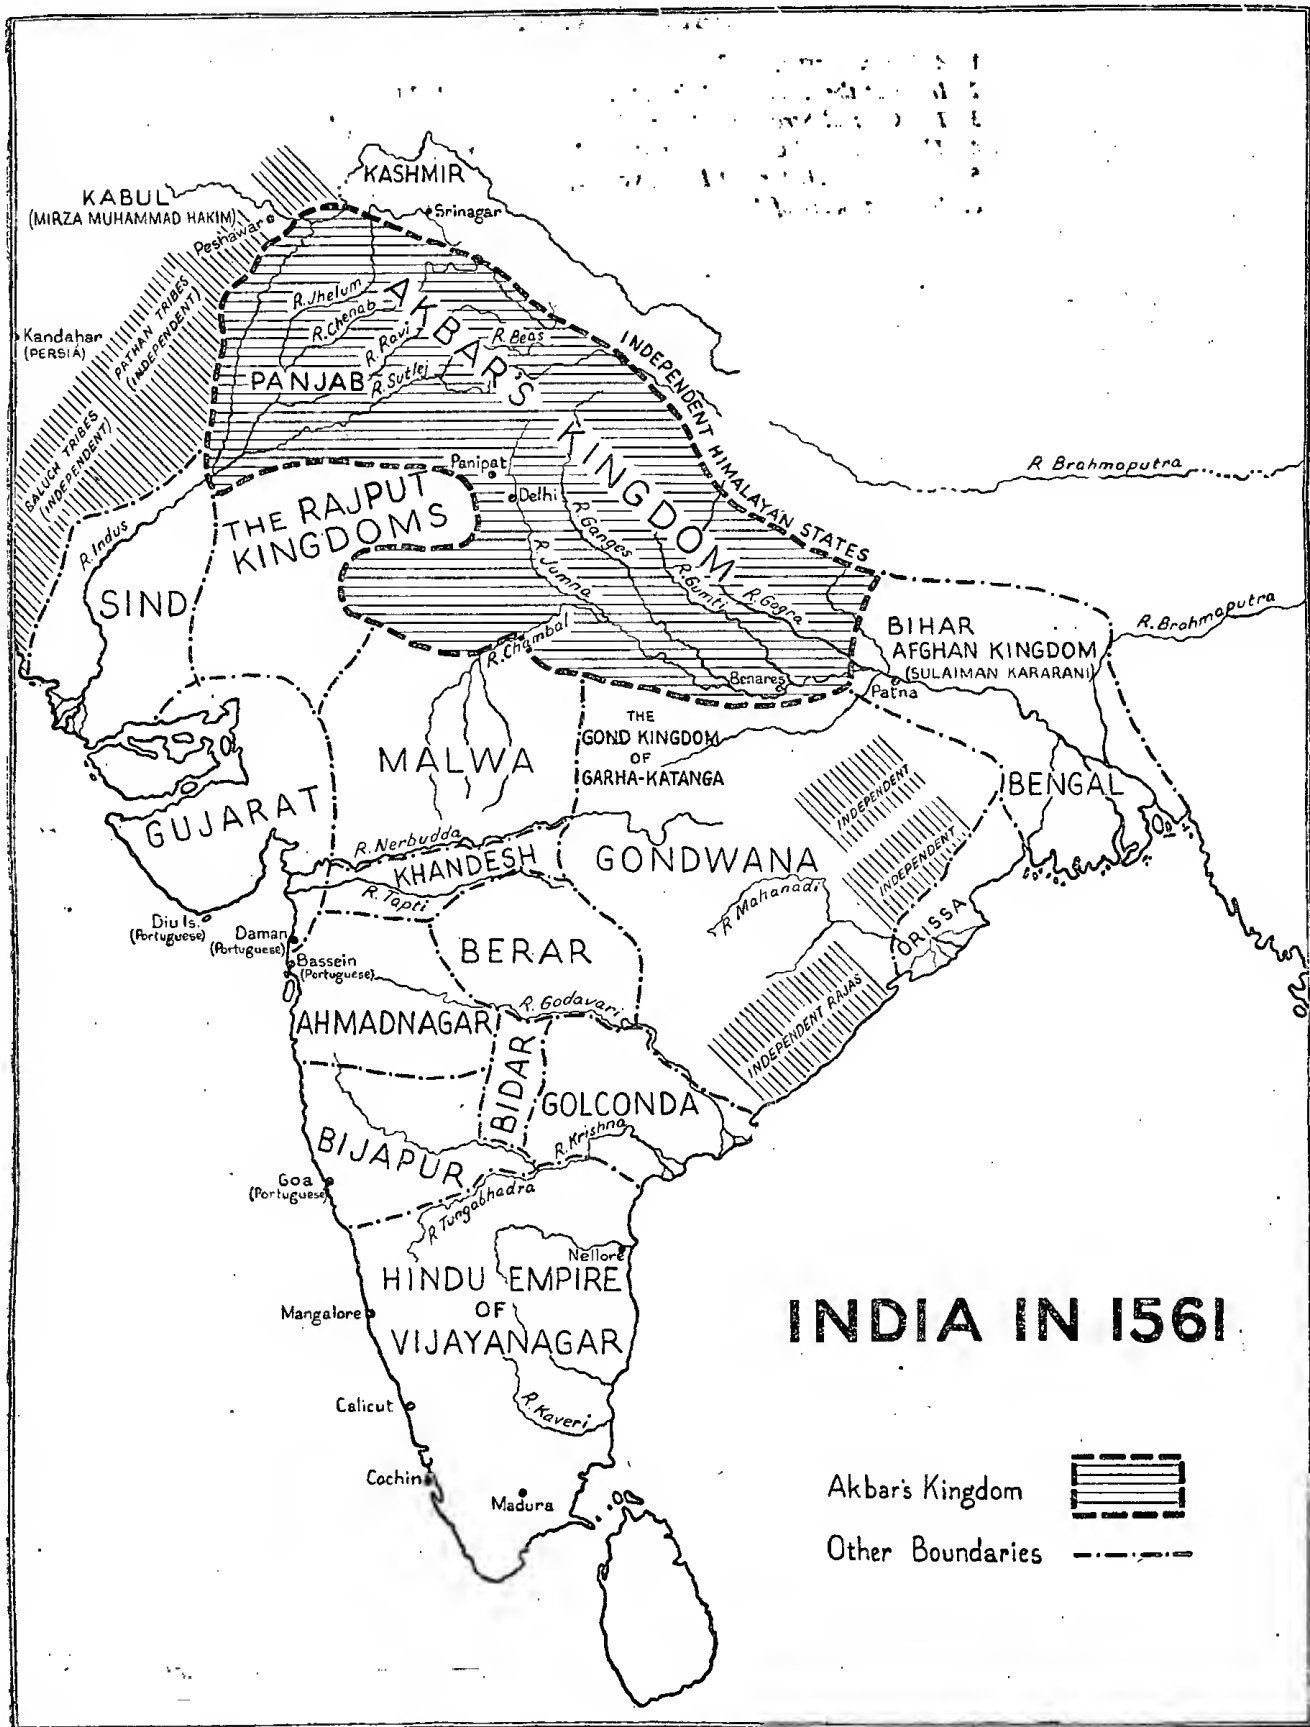 KASHMIR
KABUL
(MIRZA MUHAMMAD HAKIM)
Srinagar
Peshawar
R. Jhelum
R. Chenab
R. Ravi
R. Beas
R. Sutlej
PANJAB
AKBAR'S KINGDOM
Kandahar
(PERSIA)
PATHAN TRIBES
(INDEPENDENT)
BALUCH TRIBES
(INDEPENDENT)
INDEPENDENT HIMALAYAN STATES
R Brahmaputra
Panipat
Delhi
THE RAJPUT
KINGDOMS
R. Indus
R. Ganges
R. Jumna
R. Gumti
R. Gogra
SIND
R. Chambal
R. Brahmaputra
BIHAR
AFGHAN KINGDOM
(SULAIMAN KARARANI)
Benares
Patna
THE
GOND KINGDOM
OF
GARHA-KATANGA
MALWA
INDEPENDENT
BENGAL
GUJARAT
R. Nerbudda
KHANDESH
R. Tapti
GONDWANA
INDEPENDENT
R Mahanadi
ORISSA
Diu Is.
(Portuguese)
Daman
(Portuguese)
Bassein
(Portuguese)
BERAR
R. Godavari
AHMADNAGAR
INDEPENDENT RAJAS
BIDAR
GOLCONDA
R. Krishna
BIJAPUR
Goa
(Portuguese)
R Tungabhadra
Nellore
HINDU EMPIRE
OF
VIJAYANAGAR
Mangalore
INDIA IN 1561
R. Kaveri
Calicut
Cochin
Madura
Akbar's Kingdom
Other Boundaries